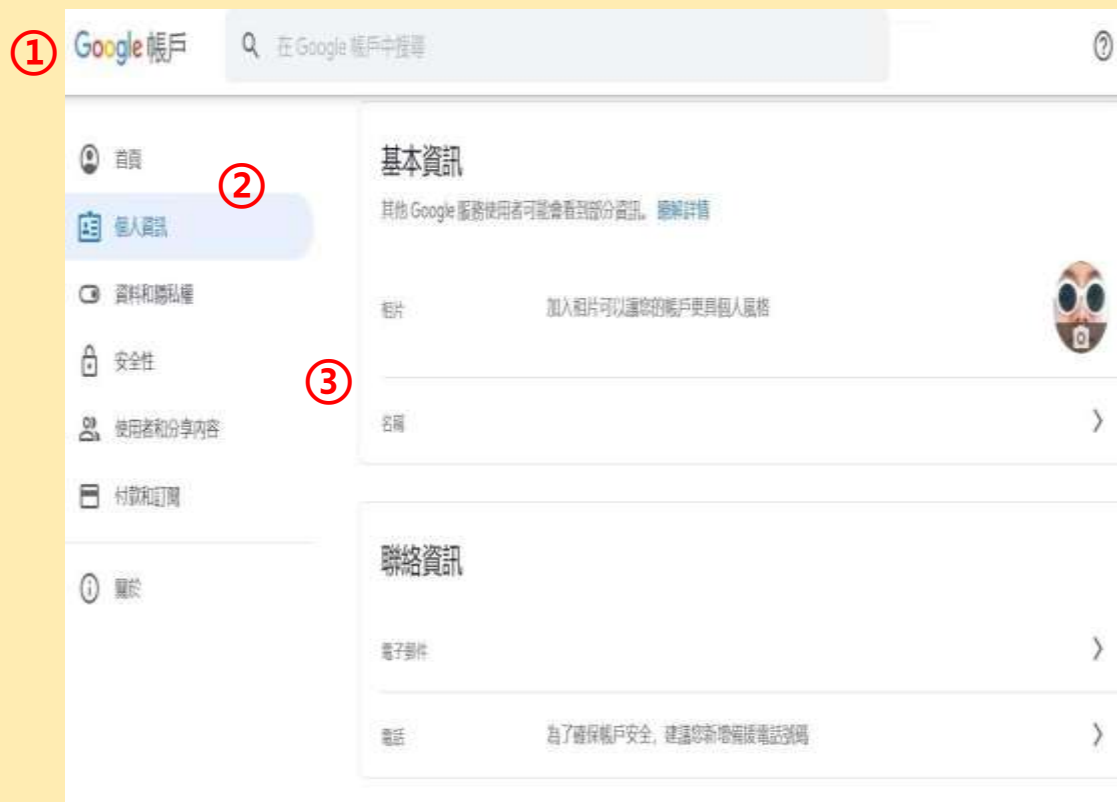 ① Google 帳戶 在 Google 帳戶中搜尋
首頁
②
個人資訊
資料和隱私權
安全性
使用者和分享內容
付款和訂閱
關於
基本資訊
其他 Google 服務使用者可能會看到部分資訊。 瞭解詳情
相片 加入相片可以讓您的帳戶更具個人風格
③
名稱
聯絡資訊
電子郵件
電話 為了確保帳戶安全，建議您新增備援電話號碼